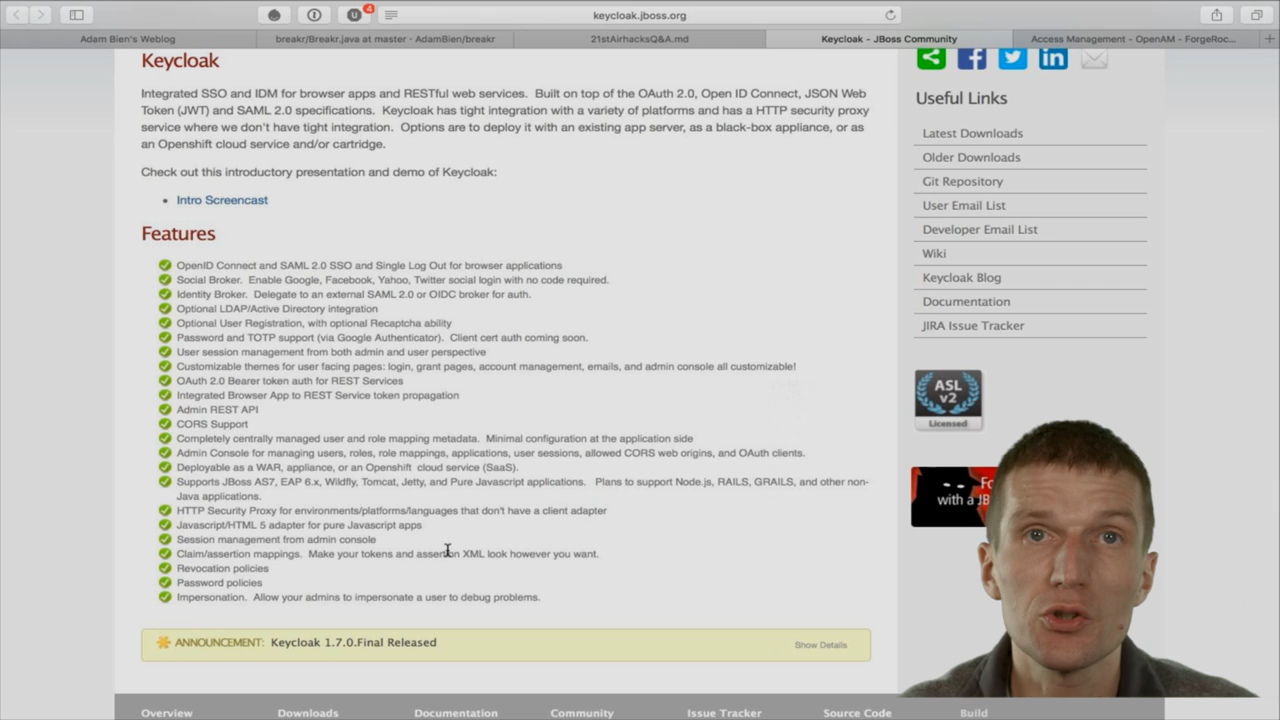 keycloak.jboss.org
4
Adam Bien's Weblog
breakr/Breakr.java at master · AdamBien/breakr
21stAirhacksQ&A.md
Keycloak - JBoss Community
Access Management - OpenAM - ForgeRoc...
Keycloak
Integrated SSO and IDM for browser apps and RESTful web services. Built on top of the OAuth 2.0, Open ID Connect, JSON Web
Token (JWT) and SAML 2.0 specifications. Keycloak has tight integration with a variety of platforms and has a HTTP security proxy
service where we don't have tight integration. Options are to deploy it with an existing app server, as a black-box appliance, or as
an Openshift cloud service and/or cartridge.
Check out this introductory presentation and demo of Keycloak:
Intro Screencast
Features
OpenID Connect and SAML 2.0 SSO and Single Log Out for browser applications
Social Broker. Enable Google, Facebook, Yahoo, Twitter social login with no code required.
Identity Broker. Delegate to an external SAML 2.0 or OIDC broker for auth.
Optional LDAP/Active Directory integration
Optional User Registration, with optional Recaptcha ability
Password and TOTP support (via Google Authenticator). Client cert auth coming soon.
User session management from both admin and user perspective
Customizable themes for user facing pages: login, grant pages, account management, emails, and admin console all customizable!
OAuth 2.0 Bearer token auth for REST Services
Integrated Browser App to REST Service token propagation
Admin REST API
CORS Support
Completely centrally managed user and role mapping metadata. Minimal configuration at the application side
Admin Console for managing users, roles, role mappings, applications, user sessions, allowed CORS web origins, and OAuth clients.
Deployable as a WAR, appliance, or an Openshift cloud service (SaaS).
Supports JBoss AS7, EAP 6.x, Wildfly, Tomcat, Jetty, and Pure Javascript applications. Plans to support Node.js, RAILS, GRAILS, and other non-
Java applications.
HTTP Security Proxy for environments/platforms/languages that don't have a client adapter
Javascript/HTML 5 adapter for pure Javascript apps
Session management from admin console
Claim/assertion mappings. Make your tokens and assertion XML look however you want.
Revocation policies
Password policies
Impersonation. Allow your admins to impersonate a user to debug problems.
ANNOUNCEMENT: Keycloak 1.7.0.Final Released
Show Details
Useful Links
Latest Downloads
Older Downloads
Git Repository
User Email List
Developer Email List
Wiki
Keycloak Blog
Documentation
JIRA Issue Tracker
ASL
v2
Licensed
with a JB
Overview
Downloads
Documentation
Community
Issue Tracker
Source Code
Build